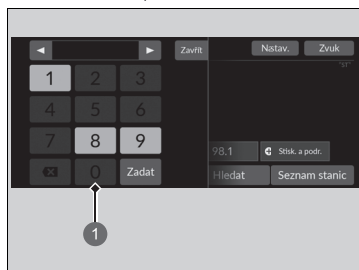 Zavřít Nastav. Zvuk
"ST"
1 2 3
4 5 6
7 8 9
98.1 Stisk. a podr.
0 Zadat Hledat Seznam stanic
1